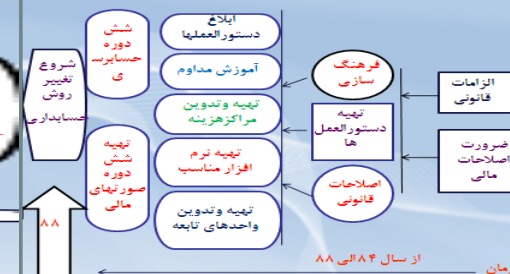 الزامات
قانونی
ضرورت
اصلاحات
مالی
فرهنگ
سازی
تهیه
دستورالعمل
ها
اصلاحات
قانونی
ابلاغ
دستورالعملها
آموزش مداوم
تهیه وتدوین
مراکزهزینه
تهیه نرم
افزار مناسب
تهیه وتدوین
واحدهای تابعه
شش
دوره
حسابرس
ی
تهیه
شش
دوره
صورتهای
مالی
شروع
تغییر
روش
حسابداری
۸۸
از سال ۸۴ الی ۸۸